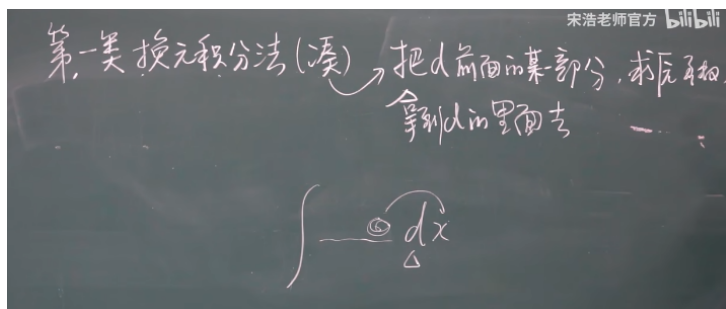 宋浩老师官方 bilibili
第一类换元积分法(凑) 把d前面的某部分,求原函数,
拿到d的里面去
∫ dx